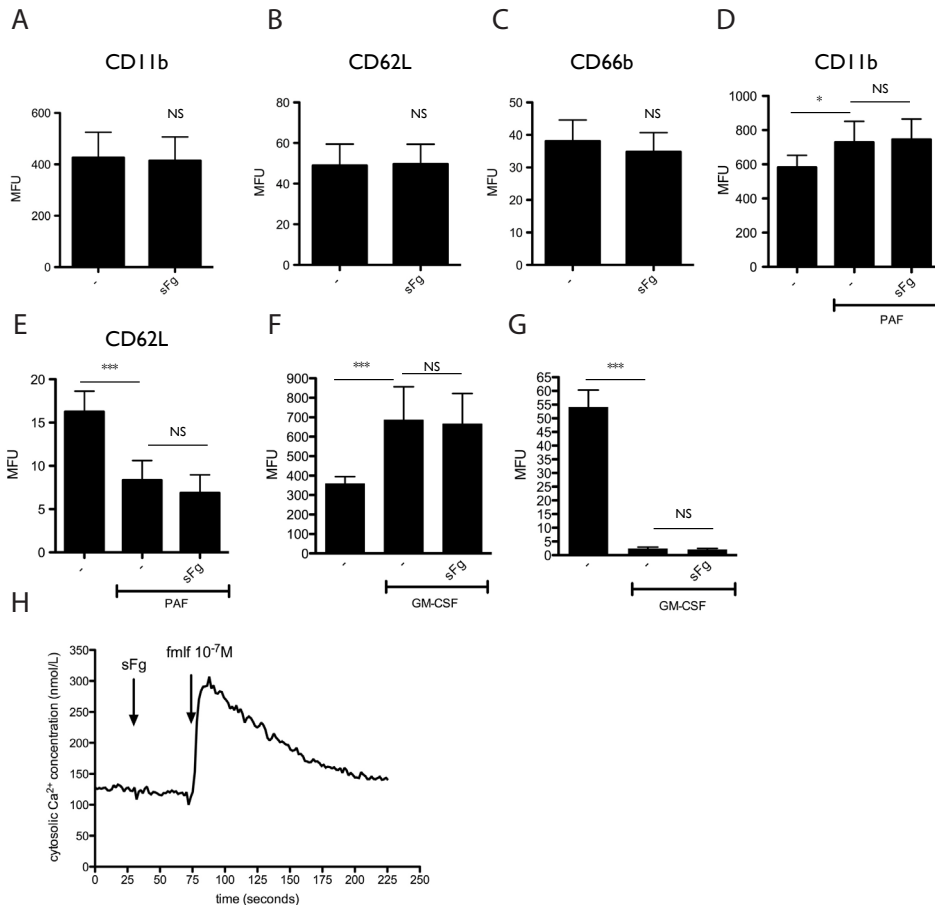 A
B
C
D
CD11b
CD62L
CD66b
CD11b
MFU
600
400
200
0
NS
-
sFg
80
60
40
20
0
NS
-
sFg
MFU
40
30
20
10
0
NS
-
sFg
MFU
1000
800
600
400
200
0
*
NS
-
-
sFg
PAF
E
F
G
CD62L
MFU
20
15
10
5
0
***
NS
-
-
sFg
PAF
MFU
900
800
700
600
500
400
300
200
100
0
***
NS
-
-
sFg
GM-CSF
MFU
65
60
55
50
45
40
35
30
25
20
15
10
5
0
***
NS
-
-
sFg
GM-CSF
H
cytosolic Ca²⁺ concentration (nmol/L)
350
300
250
200
150
100
50
0
sFg
fmlf 10⁻⁷M
0 25 50 75 100 125 150 175 200 225 250
time (seconds)